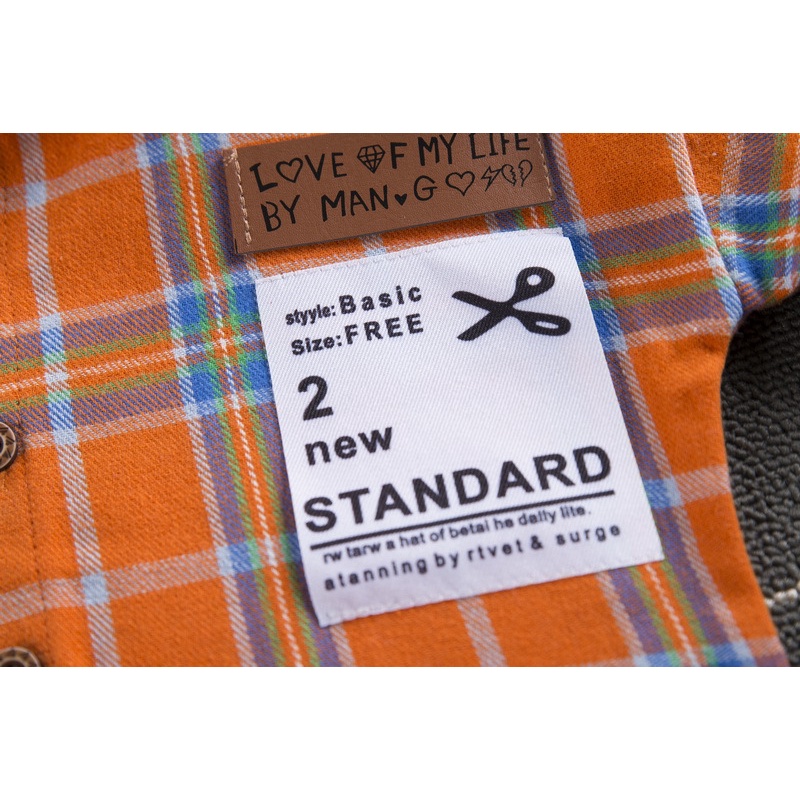 LOVE OF MY LIFE
BY MAN G
styyle: Basic
Size: FREE
2
new
STANDARD
rw tarw a hat of betai he daily lite.
atanning by rtvet & surge